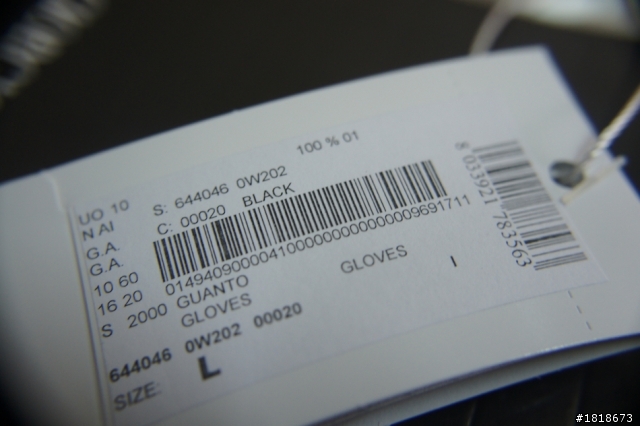 100 % 01
UO 10 S: 644046 0W202
N AI C: 00020 BLACK
G.A.
G.A.
10 60 01494090000410000000000000009691711
16 20 GUANTO GLOVES I
S 2000 GLOVES
644046 0W202 00020
SIZE: L
8 033921 783563
#1818673